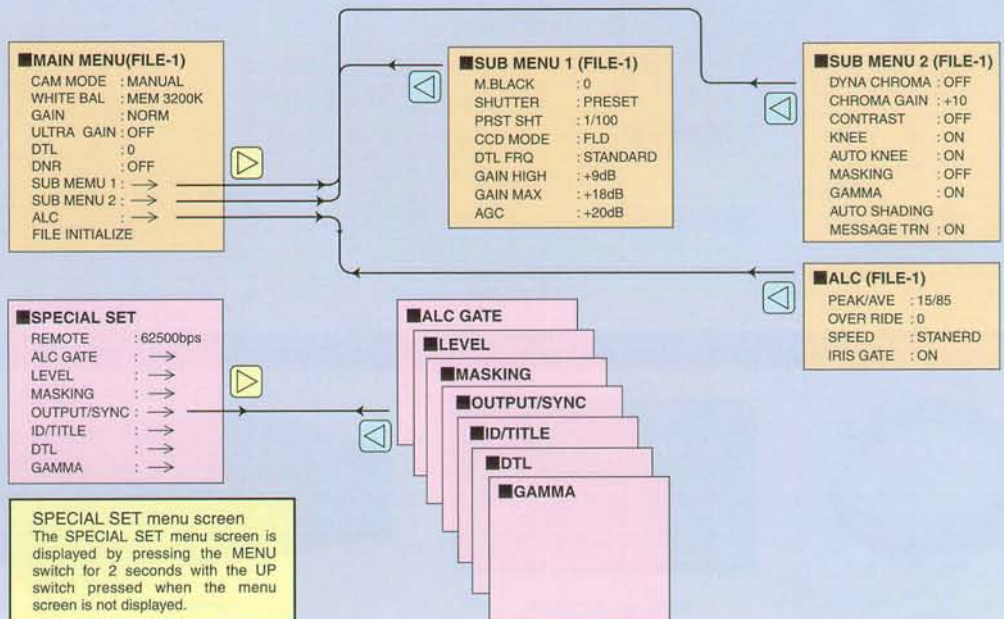 ■MAIN MENU(FILE-1)
CAM MODE : MANUAL
WHITE BAL : MEM 3200K
GAIN : NORM
ULTRA GAIN : OFF
DTL : 0
DNR : OFF
SUB MEMU 1 : →
SUB MENU 2 : →
ALC : →
FILE INITIALIZE
■SUB MENU 1 (FILE-1)
M.BLACK : 0
SHUTTER : PRESET
PRST SHT : 1/100
CCD MODE : FLD
DTL FRQ : STANDARD
GAIN HIGH : +9dB
GAIN MAX : +18dB
AGC : +20dB
■SUB MENU 2 (FILE-1)
DYNA CHROMA : OFF
CHROMA GAIN : +10
CONTRAST : OFF
KNEE : ON
AUTO KNEE : ON
MASKING : OFF
GAMMA : ON
AUTO SHADING
MESSAGE TRN : ON
■ALC (FILE-1)
PEAK/AVE : 15/85
OVER RIDE : 0
SPEED : STANERD
IRIS GATE : ON
■SPECIAL SET
REMOTE : 62500bps
ALC GATE : →
LEVEL : →
MASKING : →
OUTPUT/SYNC : →
ID/TITLE : →
DTL : →
GAMMA : →
■ALC GATE
■LEVEL
■MASKING
■OUTPUT/SYNC
■ID/TITLE
■DTL
■GAMMA
SPECIAL SET menu screen
The SPECIAL SET menu screen is
displayed by pressing the MENU
switch for 2 seconds with the UP
switch pressed when the menu
screen is not displayed.